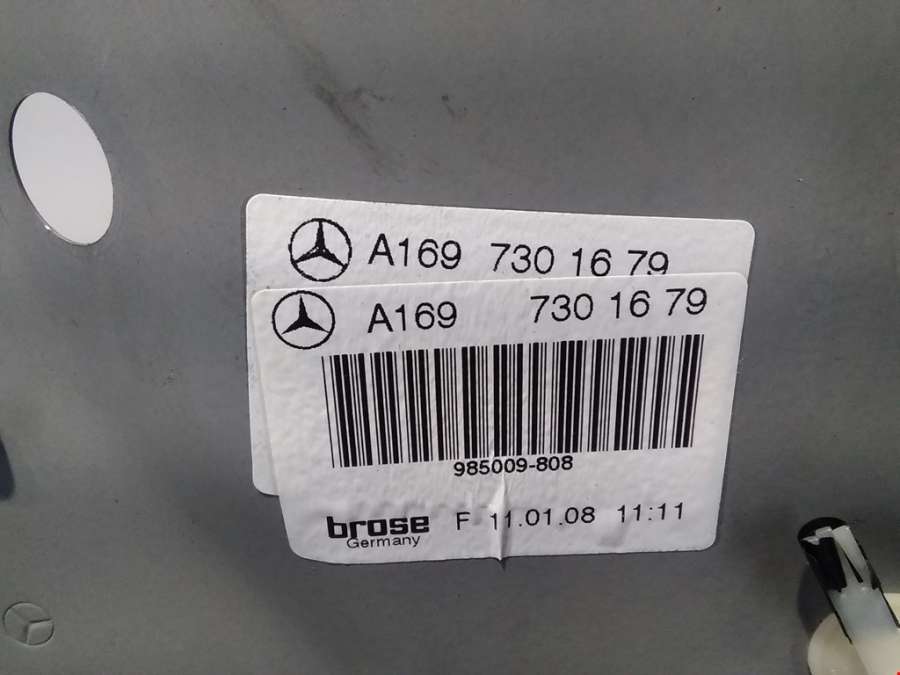 A169 730 16 79
A169 730 16 79
985009-808
brose F 11.01.08 11:11
Germany